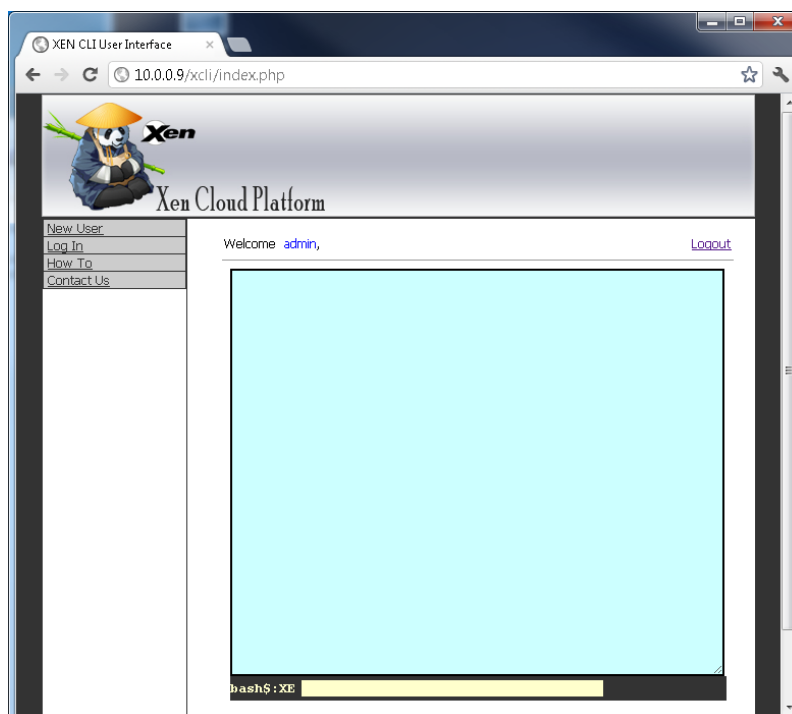 XEN CLI User Interface
10.0.0.9/xcli/index.php
Xen
Xen Cloud Platform
New User
Log In
How To
Contact Us
Welcome admin,
Logout
bash$:XE